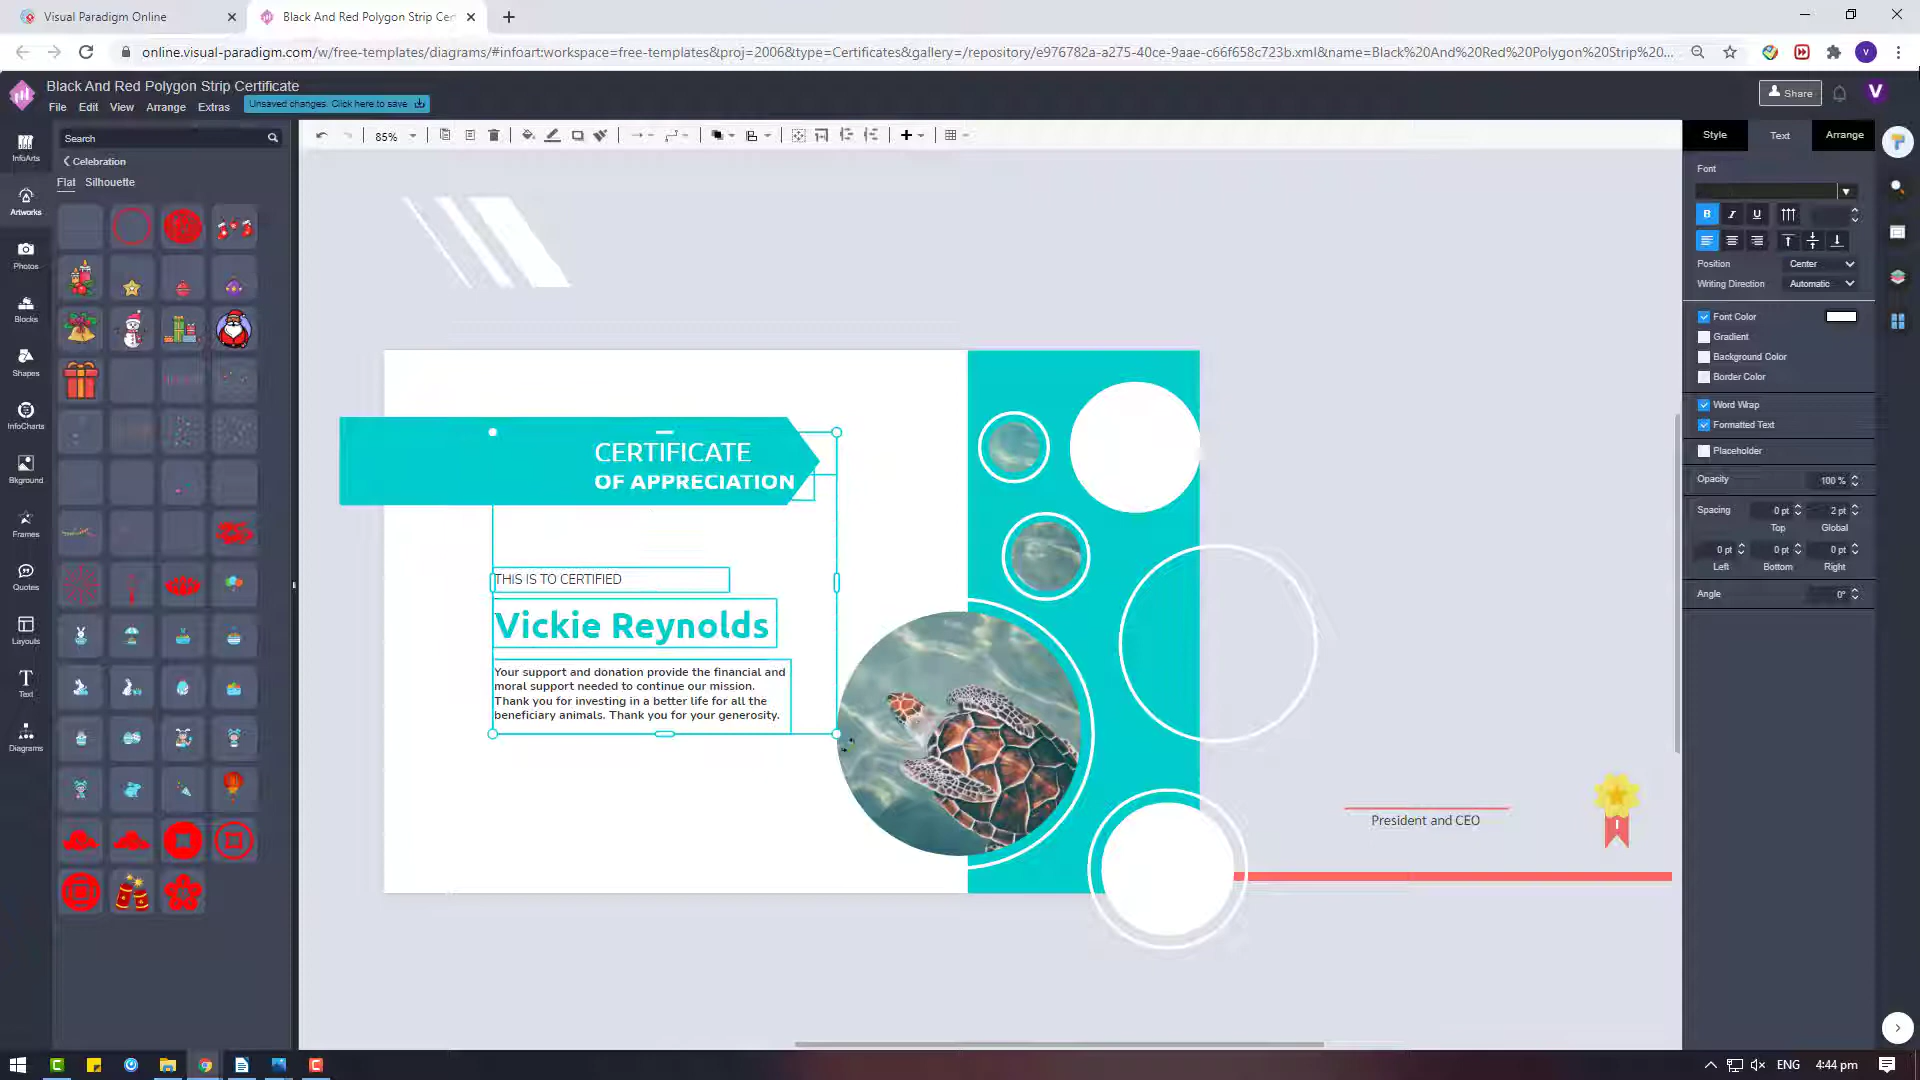 Visual Paradigm Online
Black And Red Polygon Strip Cer
online.visual-paradigm.com/w/free-templates/diagrams/#infoart:workspace=free-templates&proj=2006&type=Certificates&gallery=/repository/e976782a-a275-40ce-9aae-c66f658c723b.xml&name=Black%20And%20Red%20Polygon%20Strip%20...
V
Black And Red Polygon Strip Certificate
File Edit View Arrange Extras
Unsaved changes. Click here to save
Share
V
InfoArts
Artworks
Photos
Blocks
Shapes
InfoCharts
Bkground
Frames
Quotes
Layouts
Text
Diagrams
Search
Celebration
Flat Silhouette
85%
CERTIFICATE
OF APPRECIATION
THIS IS TO CERTIFIED
Vickie Reynolds
Your support and donation provide the financial and
moral support needed to continue our mission.
Thank you for investing in a better life for all the
beneficiary animals. Thank you for your generosity.
President and CEO
Style Text Arrange
Font
B I U
Position Center
Writing Direction Automatic
Font Color
Gradient
Background Color
Border Color
Word Wrap
Formatted Text
Placeholder
Opacity 100 %
Spacing 0 pt 2 pt
Top Global
0 pt 0 pt 0 pt
Left Bottom Right
Angle 0°
ENG 4:44 pm